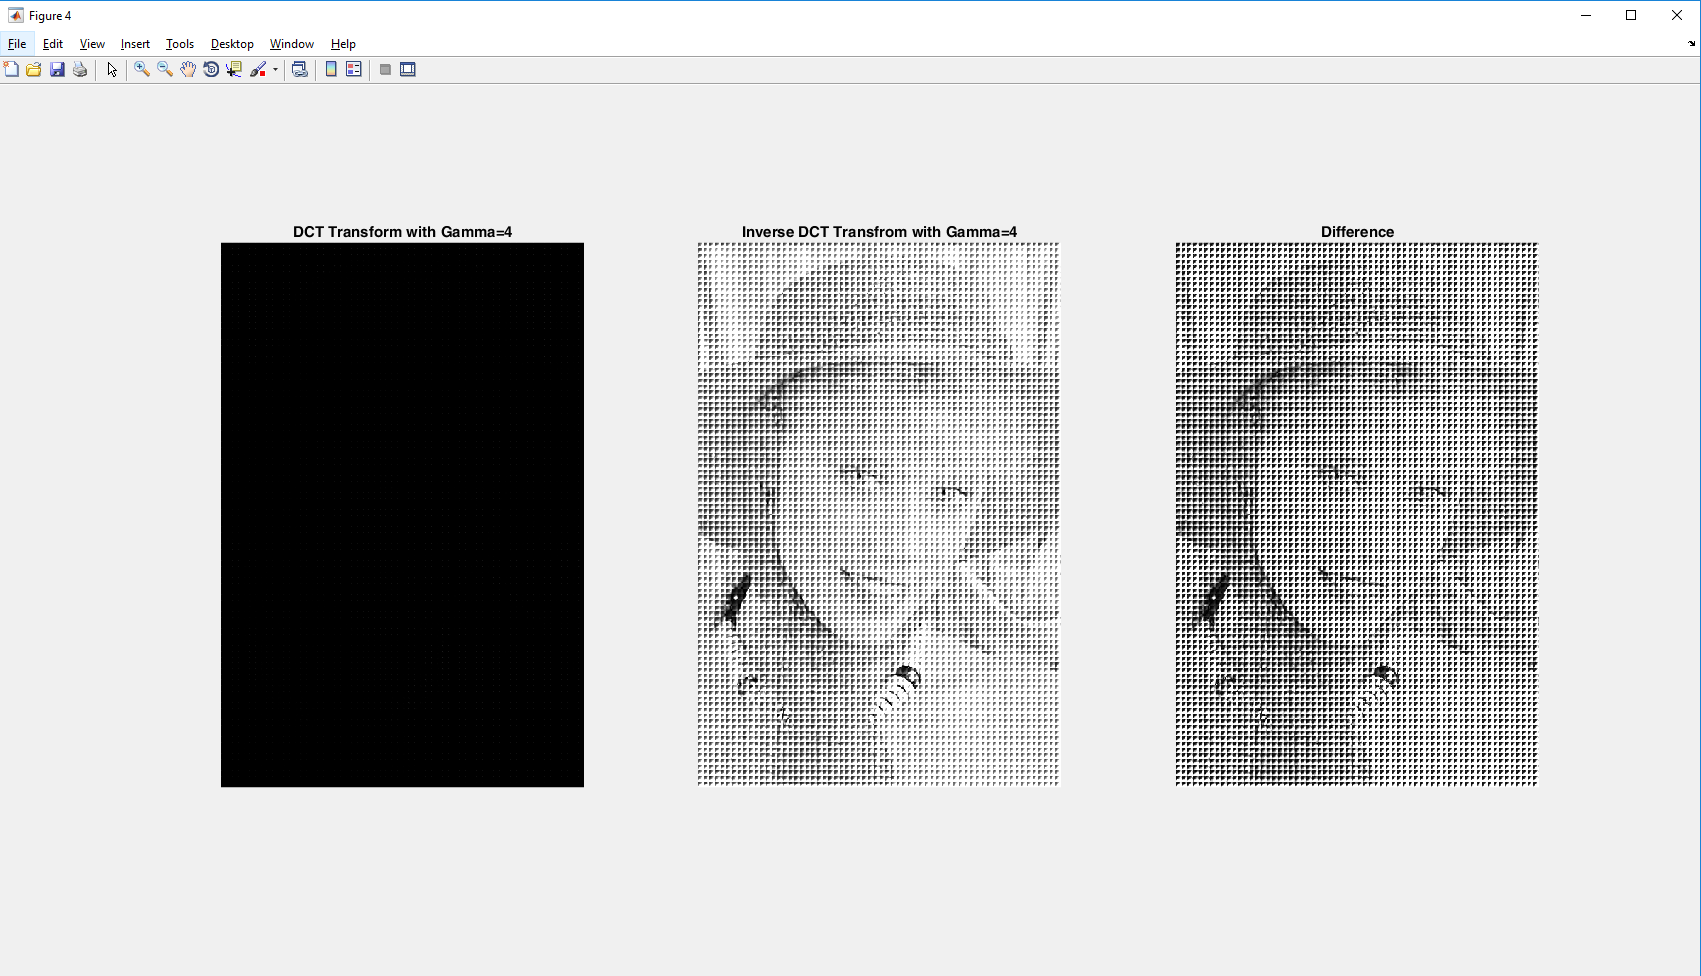 Figure 4
File Edit View Insert Tools Desktop Window Help
DCT Transform with Gamma=4
Inverse DCT Transfrom with Gamma=4
Difference